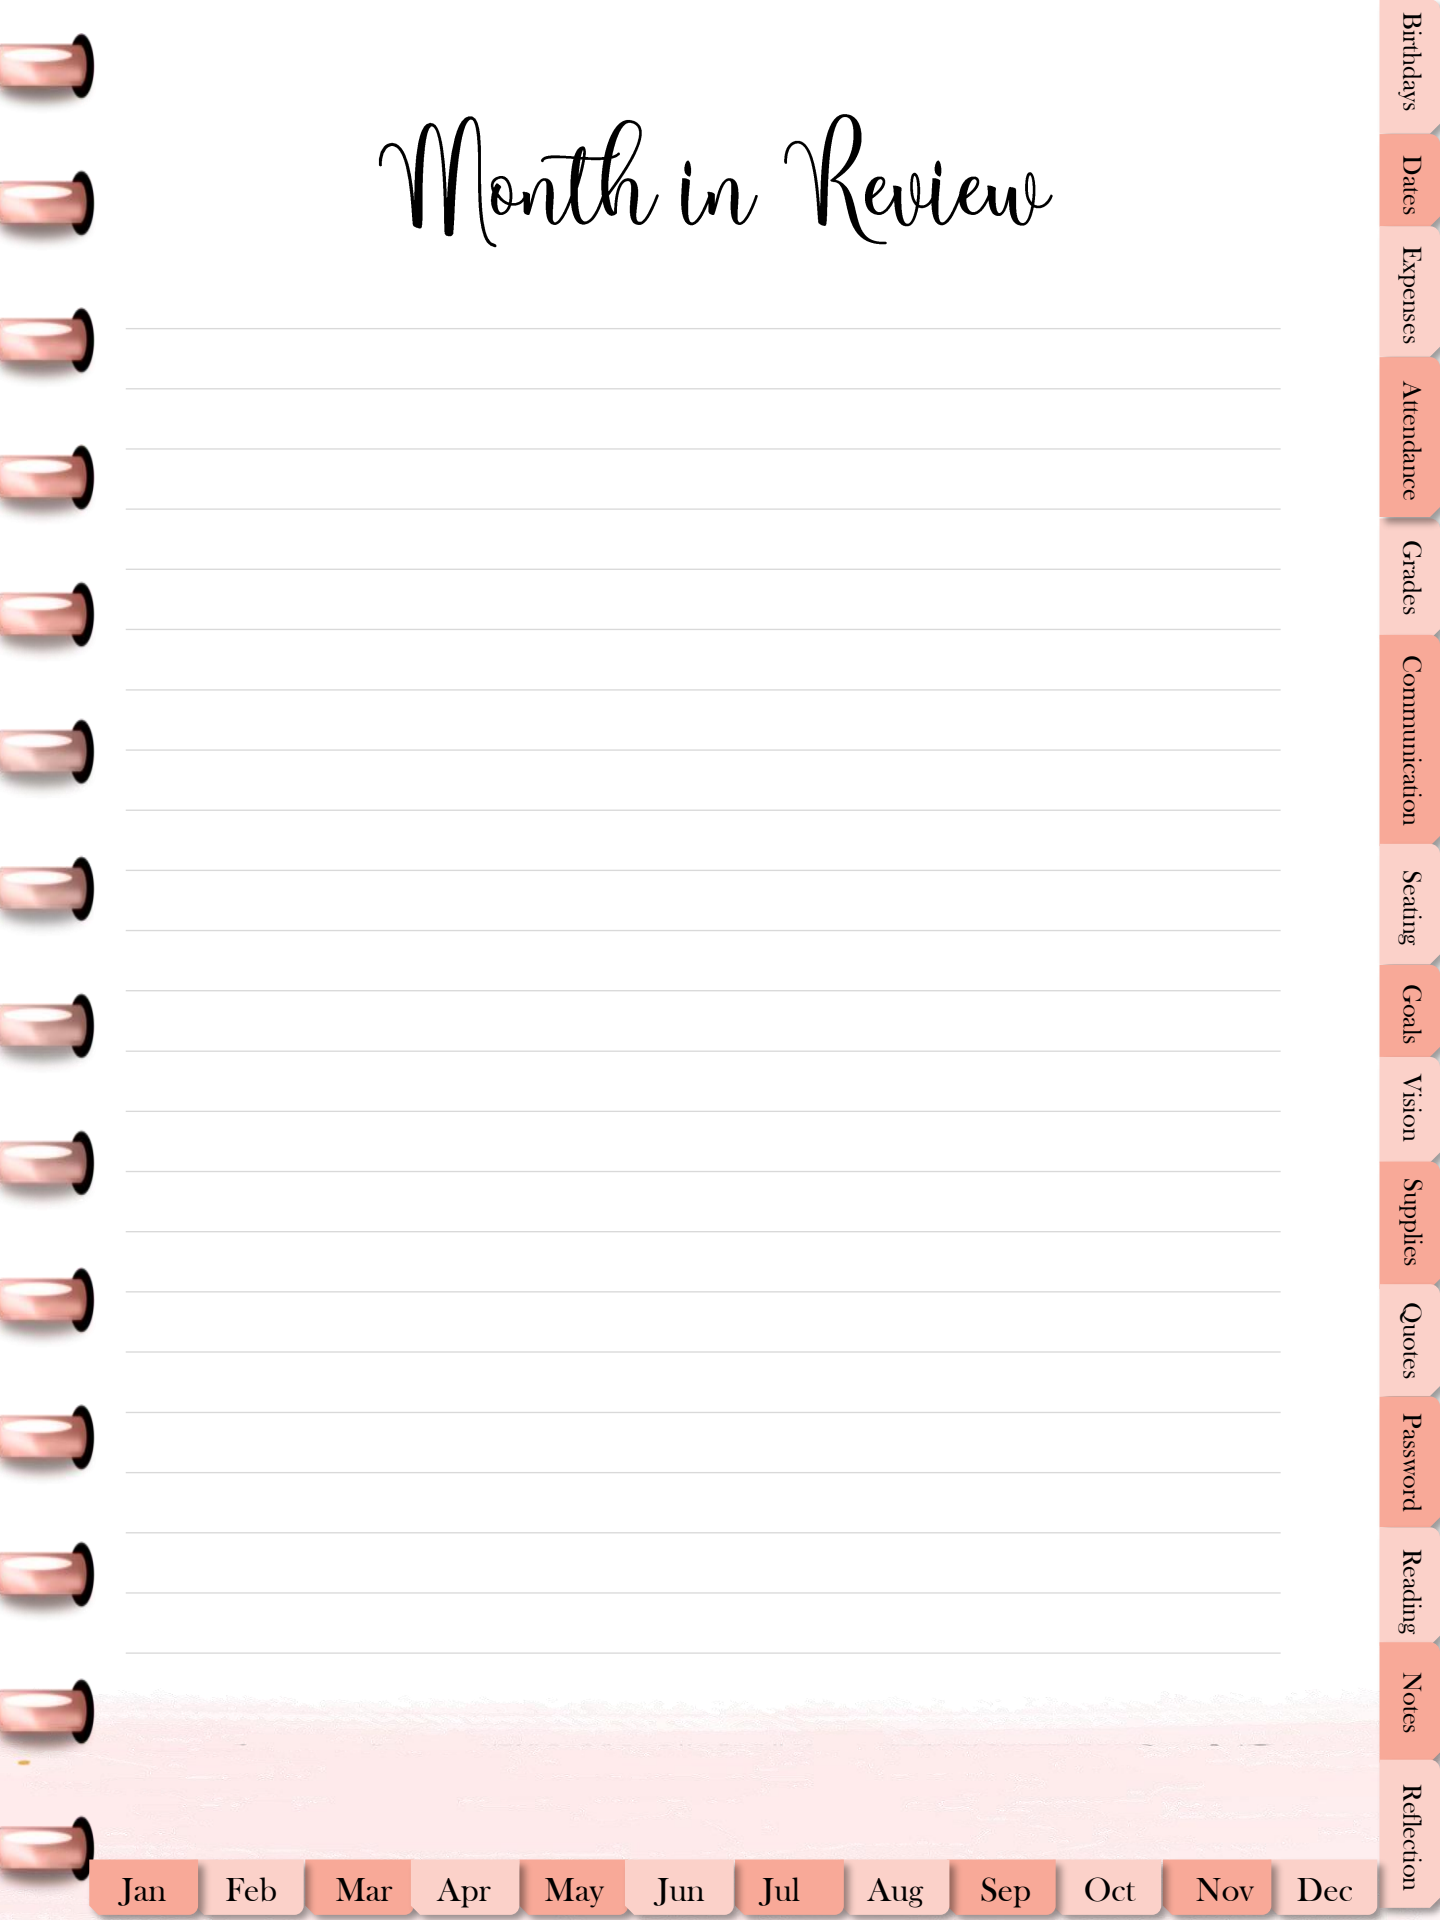 Month in Review
Birthdays
Dates
Expenses
Attendance
Grades
Communication
Seating
Goals
Vision
Supplies
Quotes
Password
Reading
Notes
Reflection
Jan Feb Mar Apr May Jun Jul Aug Sep Oct Nov Dec